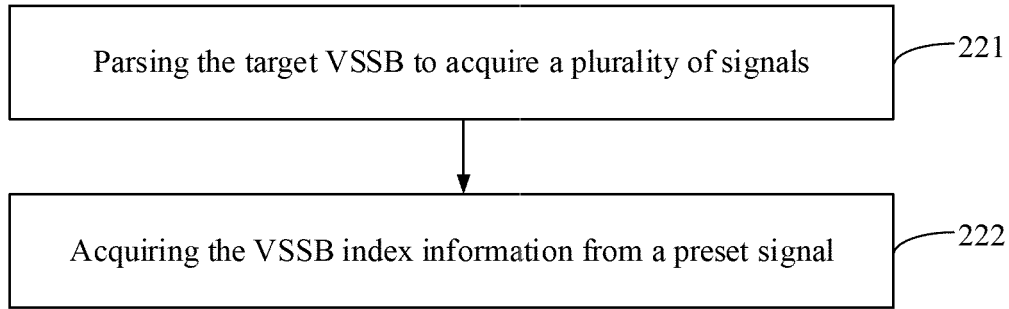 Parsing the target VSSB to acquire a plurality of signals
221
Acquiring the VSSB index information from a preset signal
222